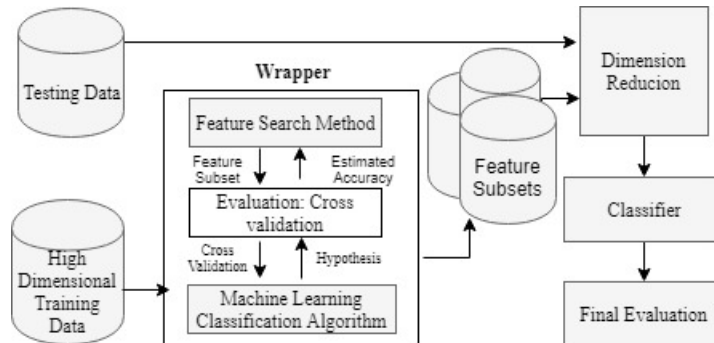 Testing Data
Wrapper
Feature Search Method
Feature
Subset
Estimated
Accuracy
Evaluation: Cross
validation
Cross
Validation
Hypothesis
Machine Learning
Classification Algorithm
High
Dimensional
Training
Data
Feature
Subsets
Dimension
Reducion
Classifier
Final Evaluation